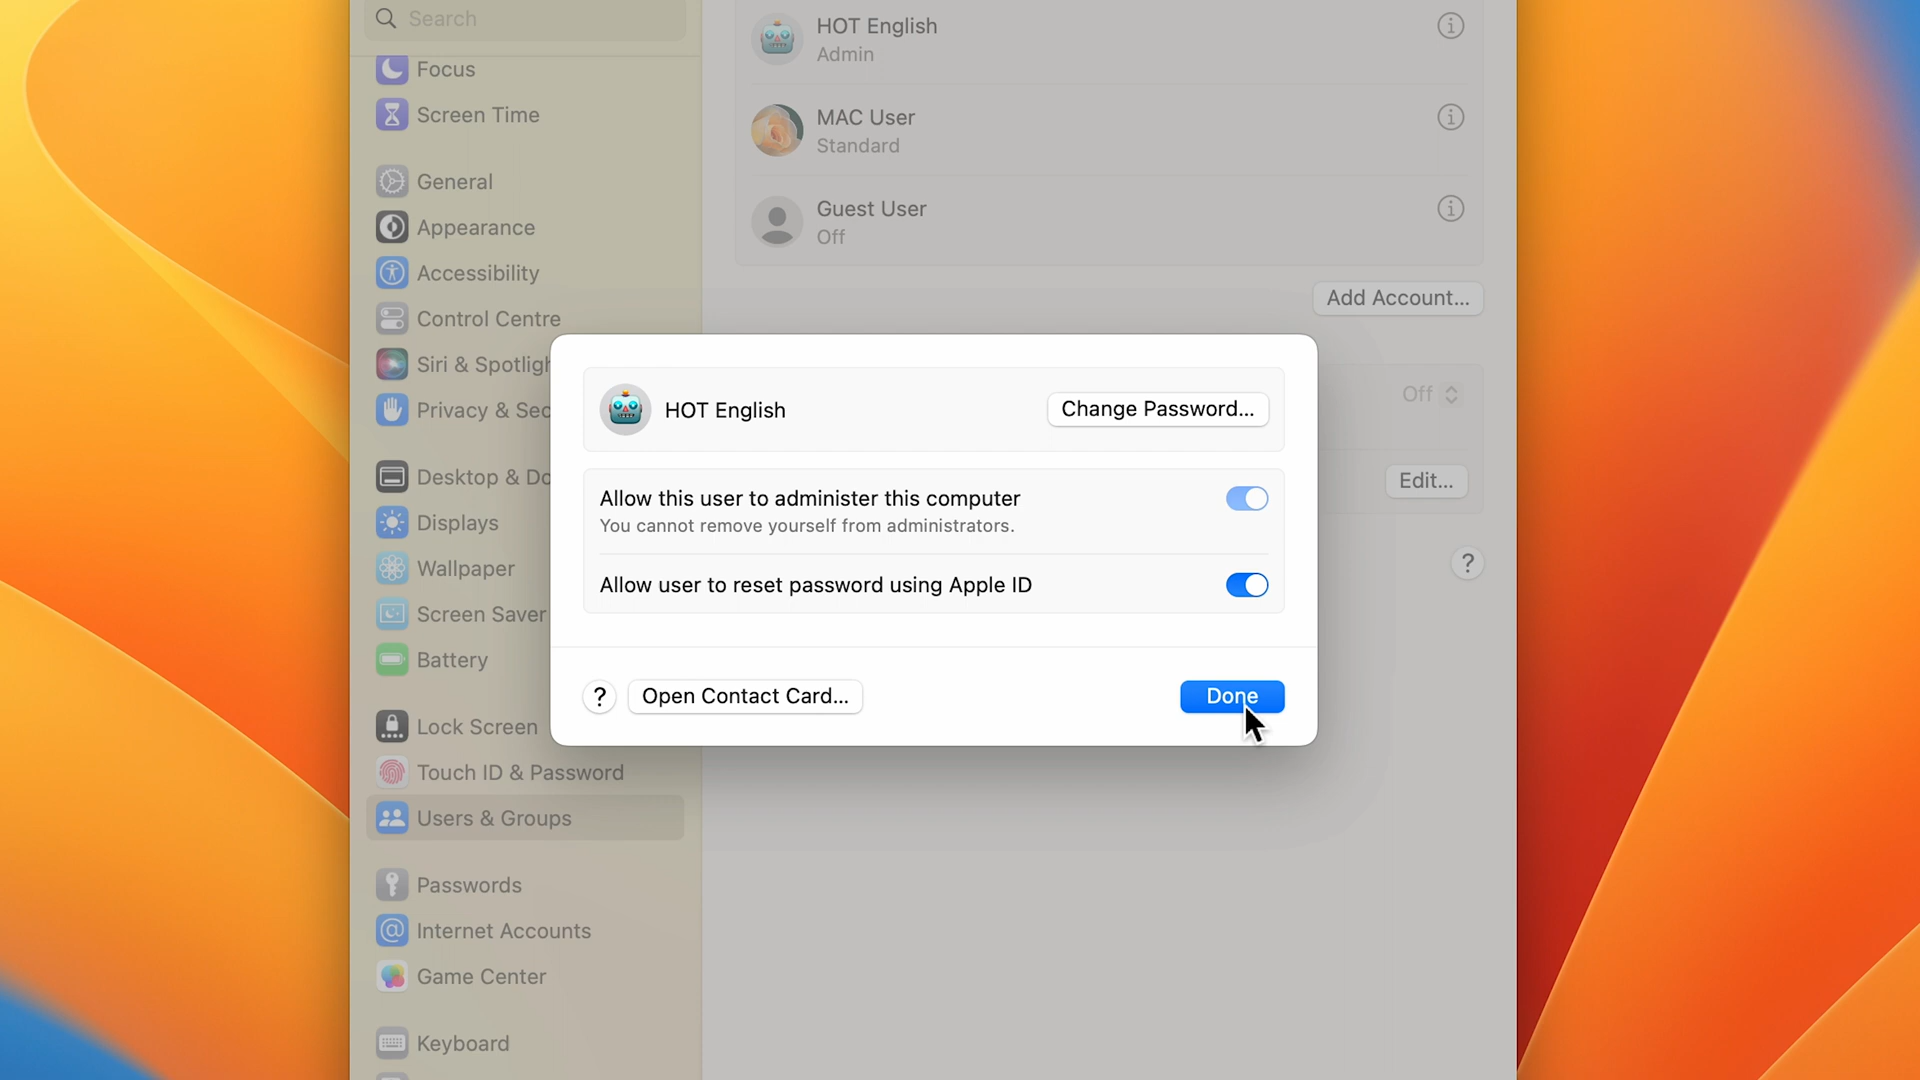 Search
Focus
Screen Time
General
Appearance
Accessibility
Control Centre
Siri & Spotligh
Privacy & Sec
Desktop & Do
Displays
Wallpaper
Screen Saver
Battery
Lock Screen
Touch ID & Password
Users & Groups
Passwords
Internet Accounts
Game Center
Keyboard
HOT English
Admin
MAC User
Standard
Guest User
Off
Add Account...
Off
Edit...
?
HOT English
Change Password...
Allow this user to administer this computer
You cannot remove yourself from administrators.
Allow user to reset password using Apple ID
? Open Contact Card...
Done